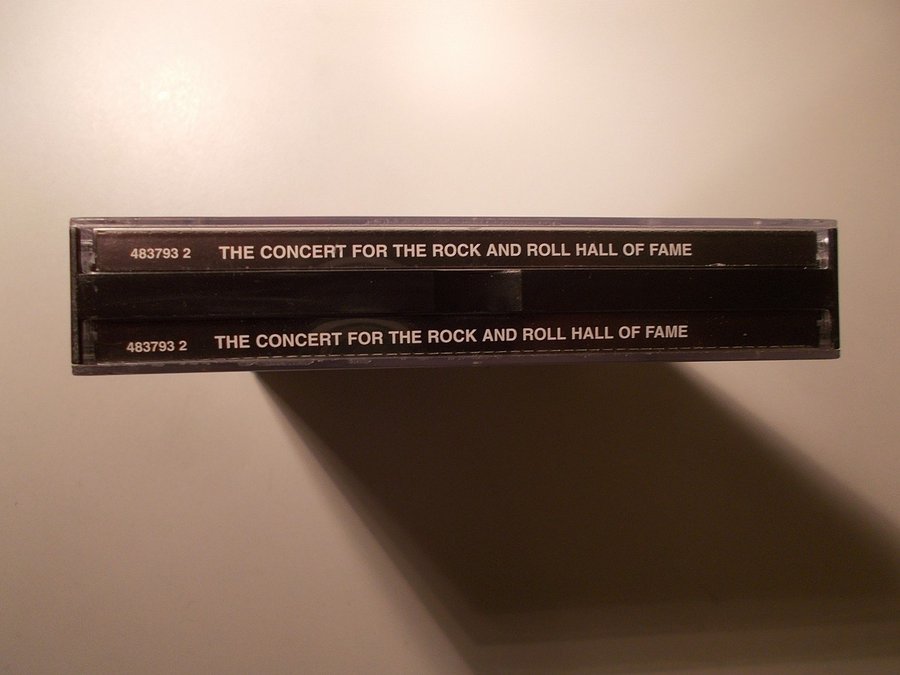 483793 2 THE CONCERT FOR THE ROCK AND ROLL HALL OF FAME
483793 2 THE CONCERT FOR THE ROCK AND ROLL HALL OF FAME